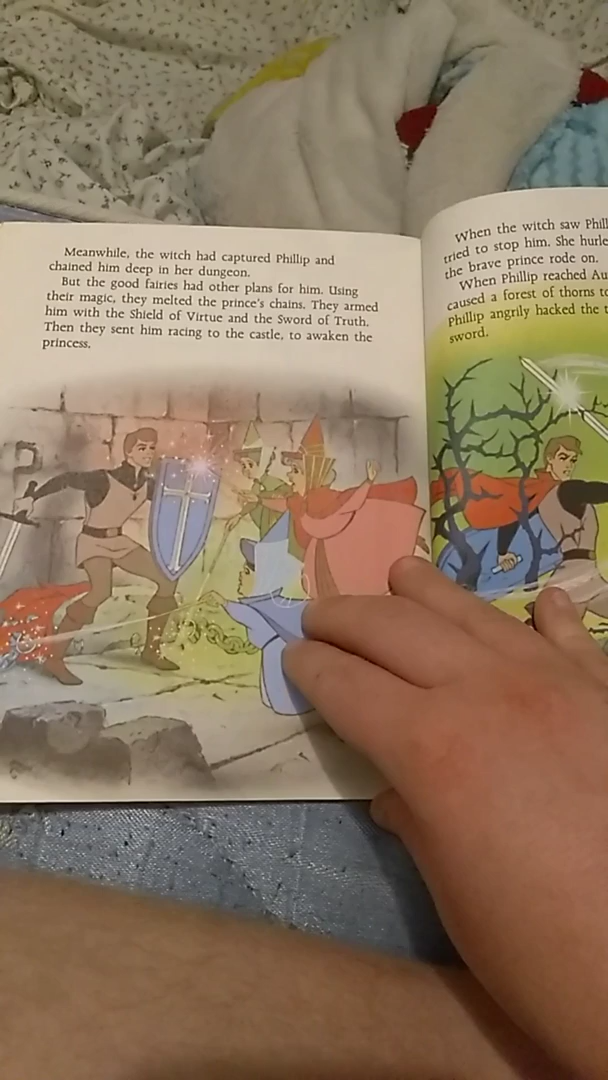 Meanwhile, the witch had captured Phillip and
chained him deep in her dungeon.
But the good fairies had other plans for him. Using
their magic, they melted the prince's chains. They armed
him with the Shield of Virtue and the Sword of Truth.
Then they sent him racing to the castle, to awaken the
princess.
When the witch saw Phill
tried to stop him. She hurle
the brave prince rode on.
When Phillip reached Au
caused a forest of thorns to
Phillip angrily hacked the t
sword.